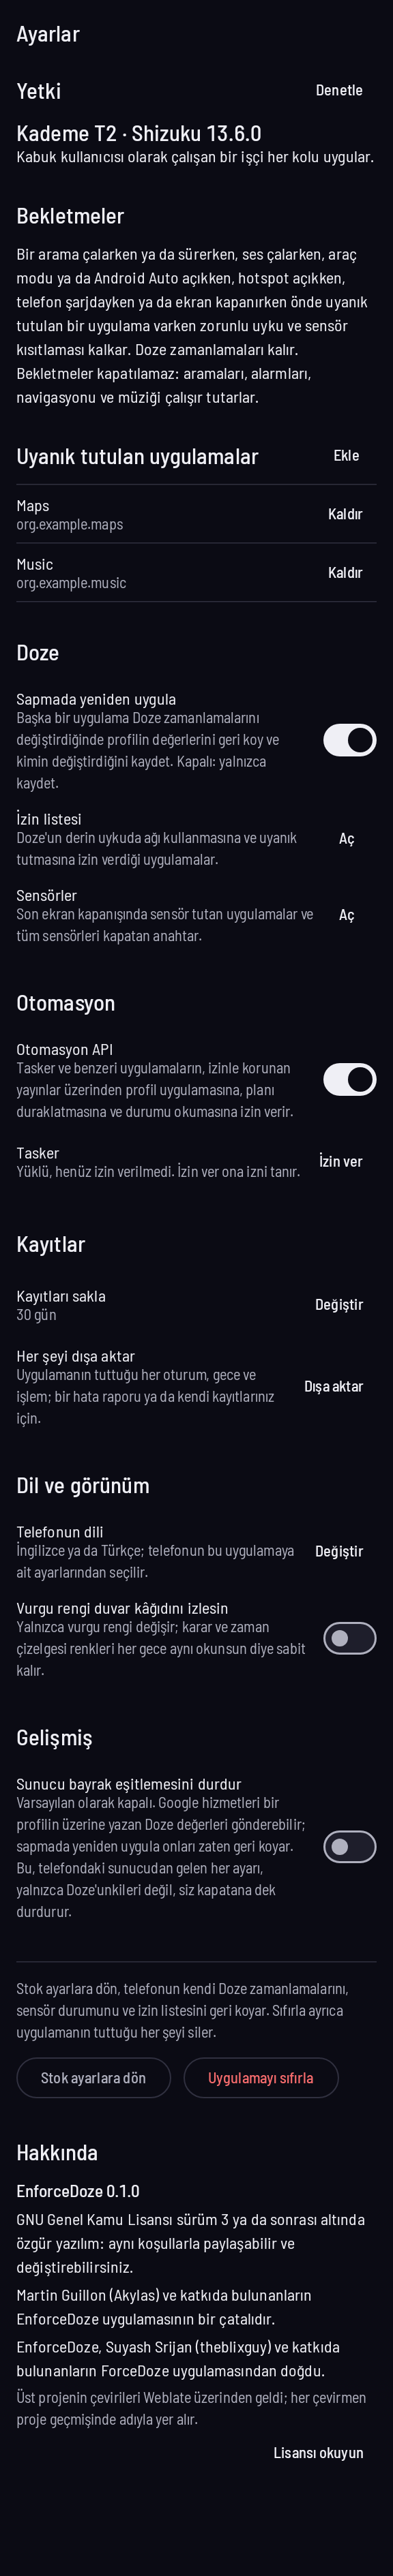 Ayarlar
Yetki
Denetle
Kademe T2 · Shizuku 13.6.0
Kabuk kullanıcısı olarak çalışan bir işçi her kolu uygular.
Bekletmeler
Bir arama çalarken ya da sürerken, ses çalarken, araç
modu ya da Android Auto açıkken, hotspot açıkken,
telefon şarjdayken ya da ekran kapanırken önde uyanık
tutulan bir uygulama varken zorunlu uyku ve sensör
kısıtlaması kalkar. Doze zamanlamaları kalır.
Bekletmeler kapatılamaz: aramaları, alarmları,
navigasyonu ve müziği çalışır tutarlar.
Uyanık tutulan uygulamalar
Ekle
Maps
org.example.maps
Kaldır
Music
org.example.music
Kaldır
Doze
Sapmada yeniden uygula
Başka bir uygulama Doze zamanlamalarını
değiştirdiğinde profilin değerlerini geri koy ve
kimin değiştirdiğini kaydet. Kapalı: yalnızca
kaydet.
İzin listesi
Doze'un derin uykuda ağı kullanmasına ve uyanık
tutmasına izin verdiği uygulamalar.
Aç
Sensörler
Son ekran kapanışında sensör tutan uygulamalar ve
tüm sensörleri kapatan anahtar.
Aç
Otomasyon
Otomasyon API
Tasker ve benzeri uygulamaların, izinle korunan
yayınlar üzerinden profil uygulamasına, planı
duraklatmasına ve durumu okumasına izin verir.
Tasker
Yüklü, henüz izin verilmedi. İzin ver ona izni tanır.
İzin ver
Kayıtlar
Kayıtları sakla
30 gün
Değiştir
Her şeyi dışa aktar
Uygulamanın tuttuğu her oturum, gece ve
işlem; bir hata raporu ya da kendi kayıtlarınız
için.
Dışa aktar
Dil ve görünüm
Telefonun dili
İngilizce ya da Türkçe; telefonun bu uygulamaya
ait ayarlarından seçilir.
Değiştir
Vurgu rengi duvar kâğıdını izlesin
Yalnızca vurgu rengi değişir; karar ve zaman
çizelgesi renkleri her gece aynı okunsun diye sabit
kalır.
Gelişmiş
Sunucu bayrak eşitlemesini durdur
Varsayılan olarak kapalı. Google hizmetleri bir
profilin üzerine yazan Doze değerleri gönderebilir;
sapmada yeniden uygula onları zaten geri koyar.
Bu, telefondaki sunucudan gelen her ayarı,
yalnızca Doze'unkileri değil, siz kapatana dek
durdurur.
Stok ayarlara dön, telefonun kendi Doze zamanlamalarını,
sensör durumunu ve izin listesini geri koyar. Sıfırla ayrıca
uygulamanın tuttuğu her şeyi siler.
Stok ayarlara dön
Uygulamayı sıfırla
Hakkında
EnforceDoze 0.1.0
GNU Genel Kamu Lisansı sürüm 3 ya da sonrası altında
özgür yazılım: aynı koşullarla paylaşabilir ve
değiştirebilirsiniz.
Martin Guillon (Akylas) ve katkıda bulunanların
EnforceDoze uygulamasının bir çatalıdır.
EnforceDoze, Suyash Srijan (theblixguy) ve katkıda
bulunanların ForceDoze uygulamasından doğdu.
Üst projenin çevirileri Weblate üzerinden geldi; her çevirmen
proje geçmişinde adıyla yer alır.
Lisansı okuyun